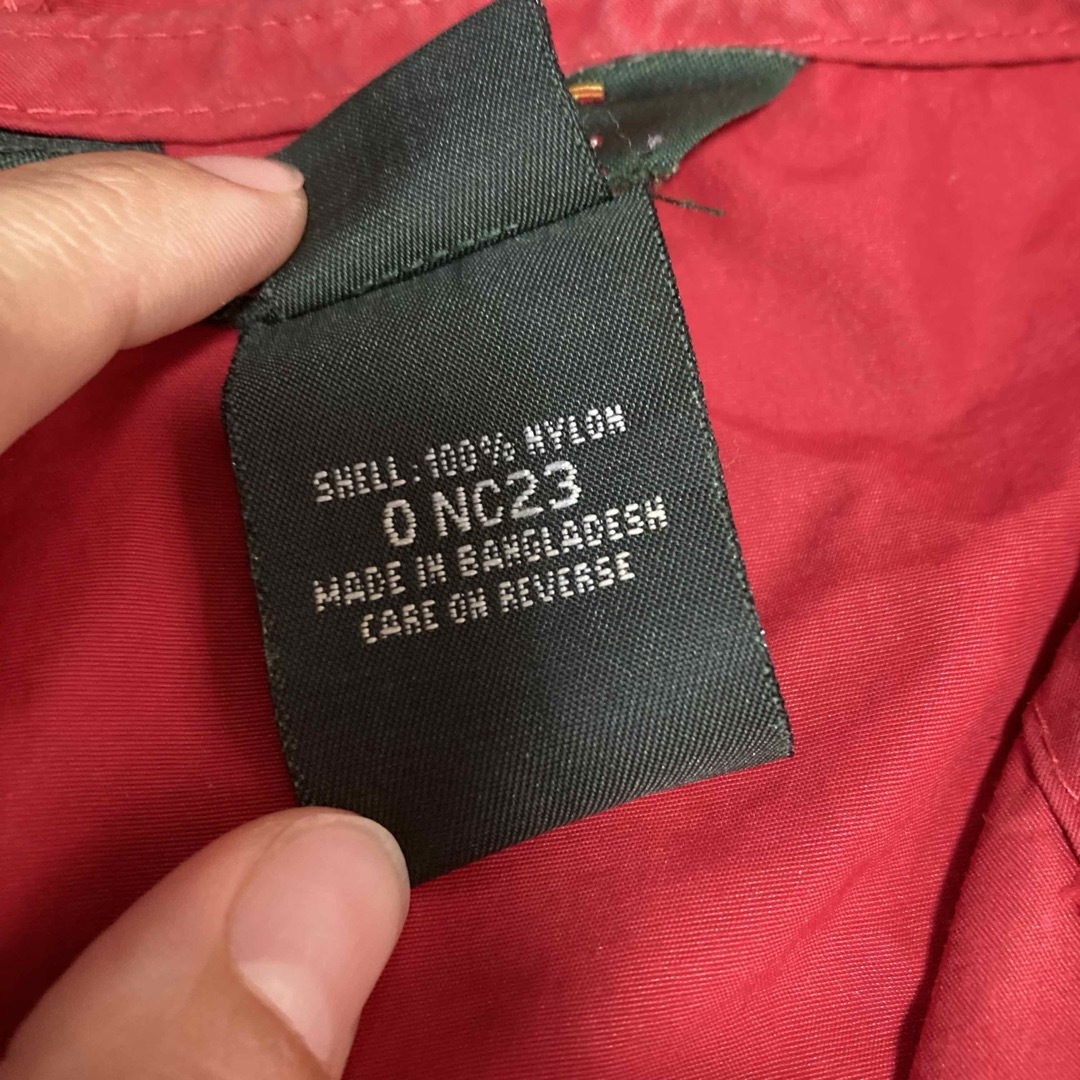 SHELL: 100% NYLON
0 NC23
MADE IN BANGLADESH
CARE ON REVERSE